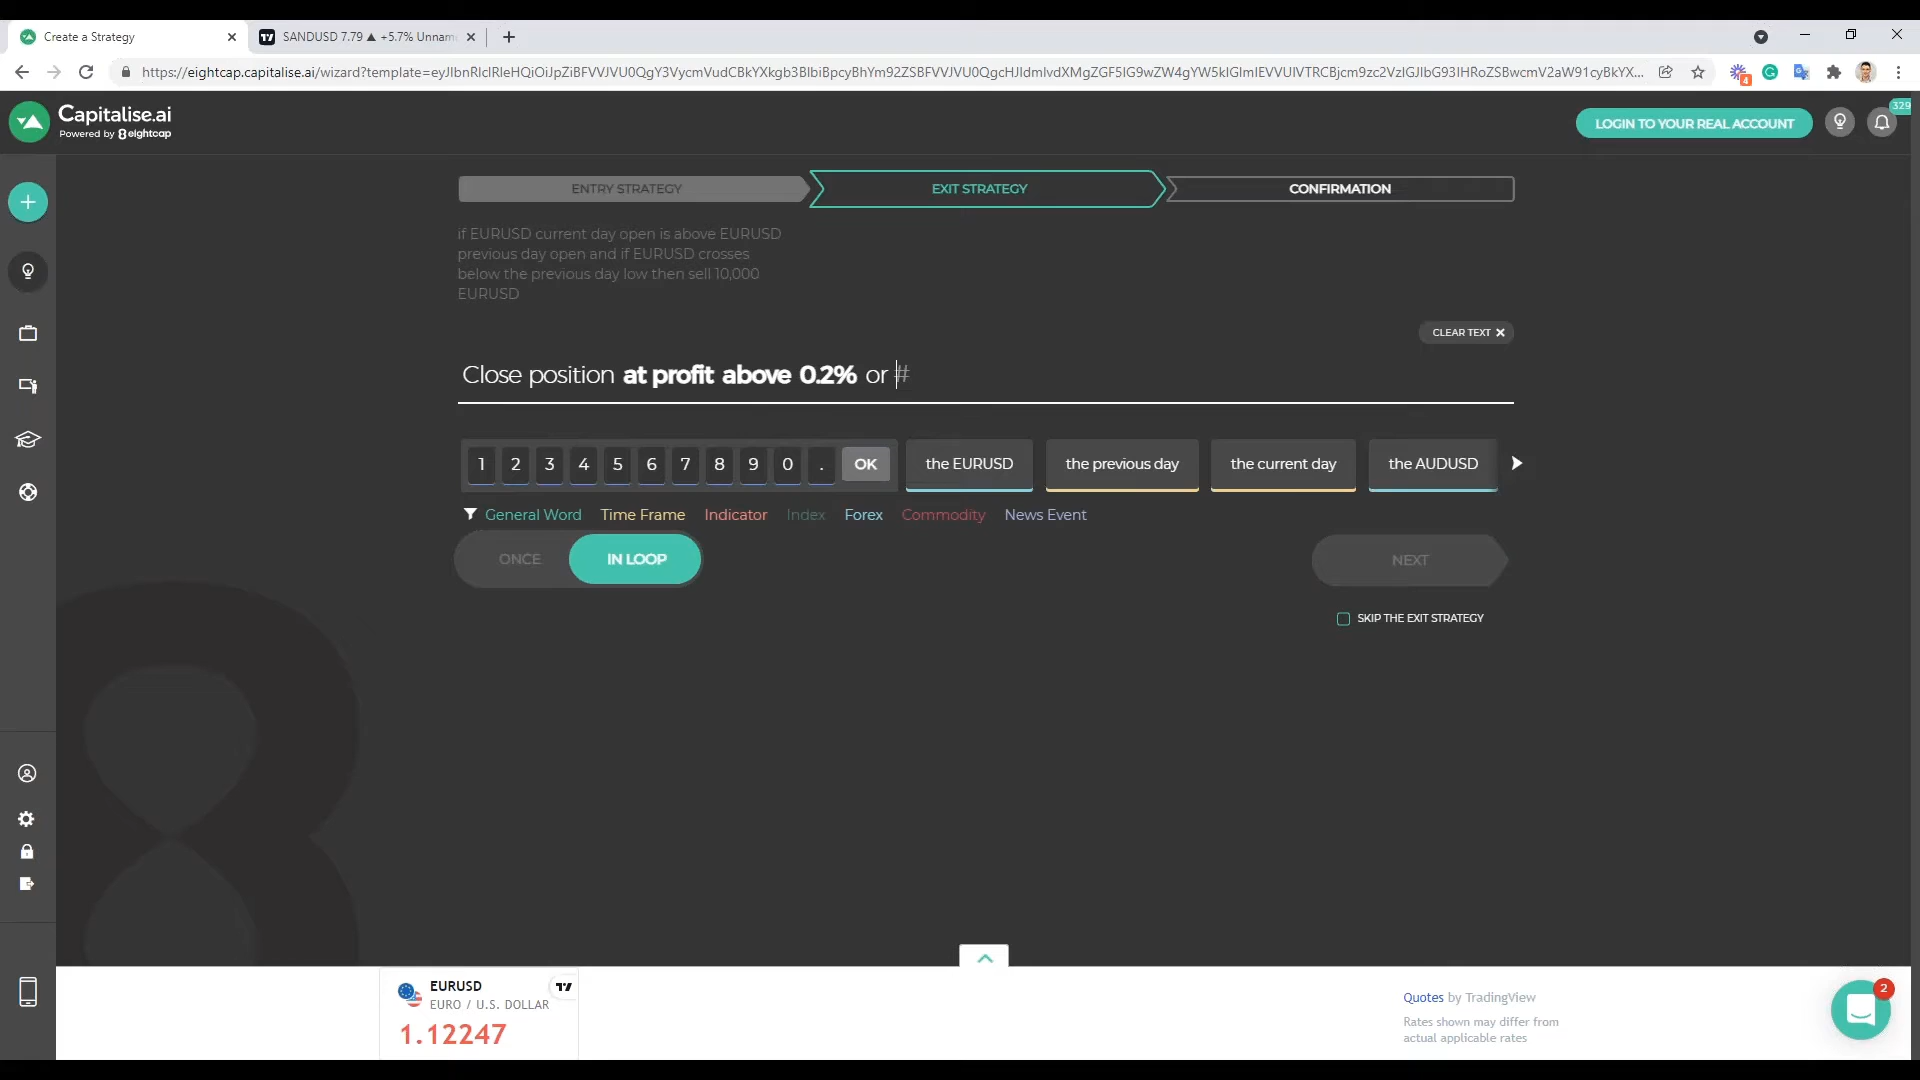 Create a Strategy
SANDUSD 7.79 ▲ +5.7% Unnam
https://eightcap.capitalise.ai/wizard?template=
4
Capitalise.ai
Powered by 8eightcap
LOGIN TO YOUR REAL ACCOUNT
329
ENTRY STRATEGY
EXIT STRATEGY
CONFIRMATION
if EURUSD current day open is above EURUSD
previous day open and if EURUSD crosses
below the previous day low then sell 10,000
EURUSD
CLEAR TEXT
Close position at profit above 0.2% or #
1 2 3 4 5 6 7 8 9 0 . OK the EURUSD the previous day the current day the AUDUSD
General Word Time Frame Indicator Index Forex Commodity News Event
ONCE IN LOOP
NEXT
SKIP THE EXIT STRATEGY
EURUSD
EURO / U.S. DOLLAR
1.12247
Quotes by TradingView
Rates shown may differ from
actual applicable rates
2